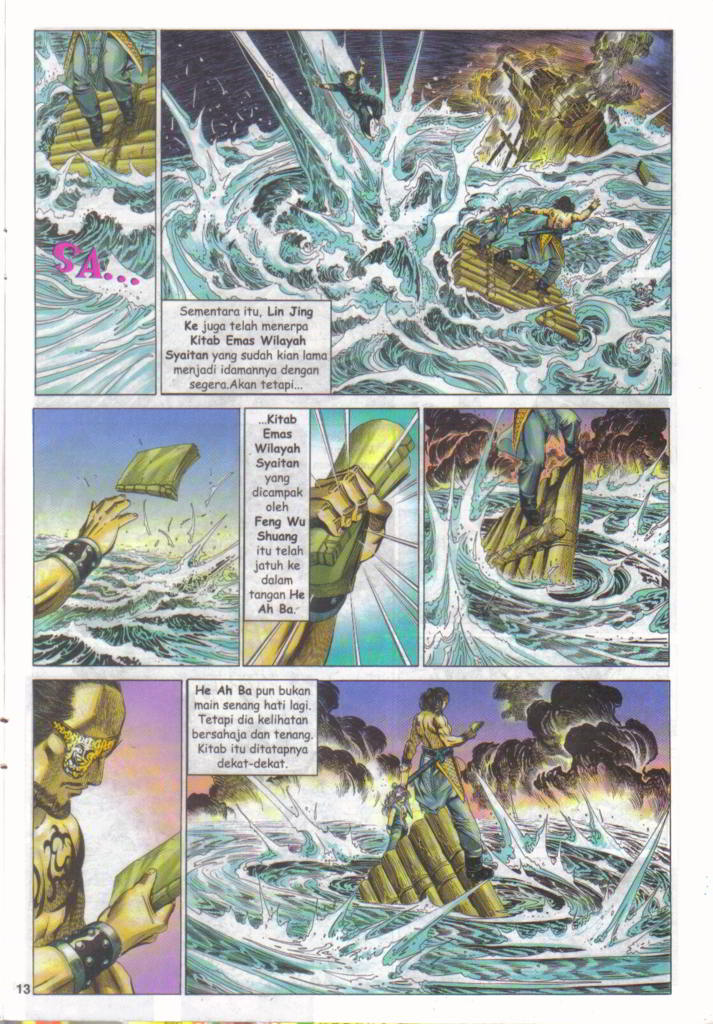 SA...
Sementara itu, Lin Jing
Ke juga telah menerpa
Kitab Emas Wilayah
Syaitan yang sudah kian lama
menjadi idamannya dengan
segera.Akan tetapi...
...Kitab
Emas
Wilayah
Syaitan
yang
dicampak
oleh
Feng Wu
Shuang
itu telah
jatuh ke
dalam
tangan He
Ah Ba.
He Ah Ba pun bukan
main senang hati lagi.
Tetapi dia kelihatan
bersahaja dan tenang.
Kitab itu ditatapnya
dekat-dekat.
13